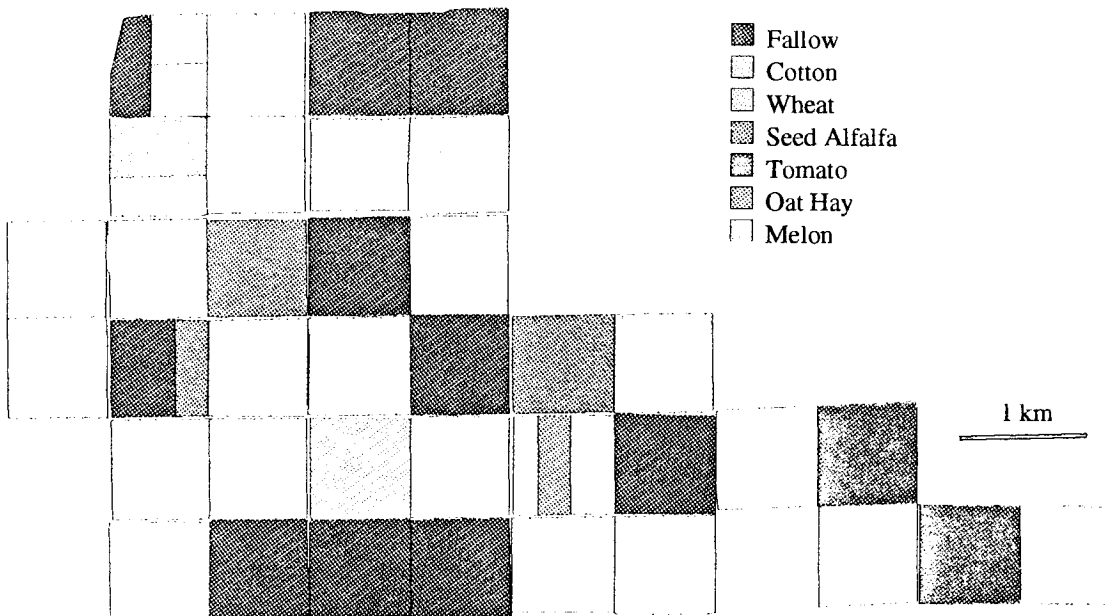 Fallow
Cotton
Wheat
Seed Alfalfa
Tomato
Oat Hay
Melon
1 km